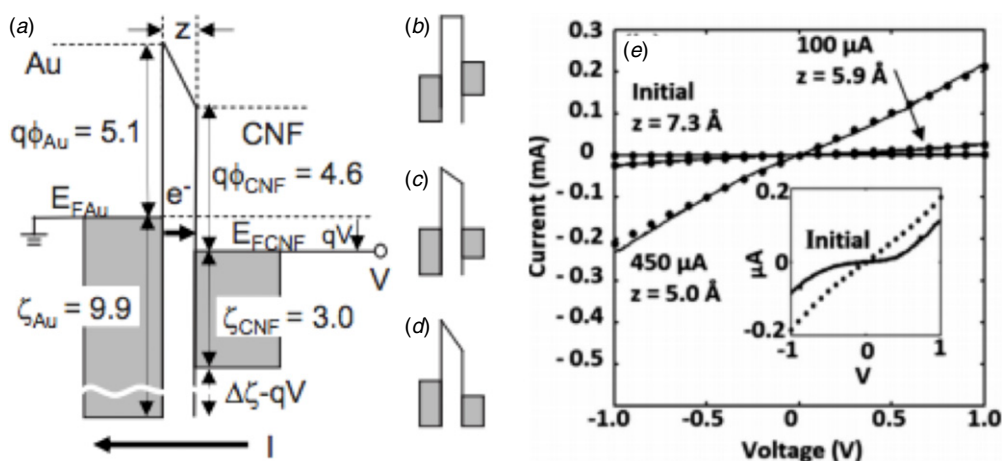 (a)
z
Au
qϕAu = 5.1
CNF
qϕCNF = 4.6
EFAu
e-
EFCNF
qV
V
ζAu = 9.9
ζCNF = 3.0
Δζ-qV
I
(b)
(c)
(d)
(e)
Current (mA)
0.3
0.2
0.1
0
- 0.1
- 0.2
- 0.3
- 0.4
- 0.5
100 µA
z = 5.9 Å
Initial
z = 7.3 Å
450 µA
z = 5.0 Å
0.2
Initial
µA
0
-0.2
-1 0 1
V
-1.0 -0.5 0 0.5 1.0
Voltage (V)